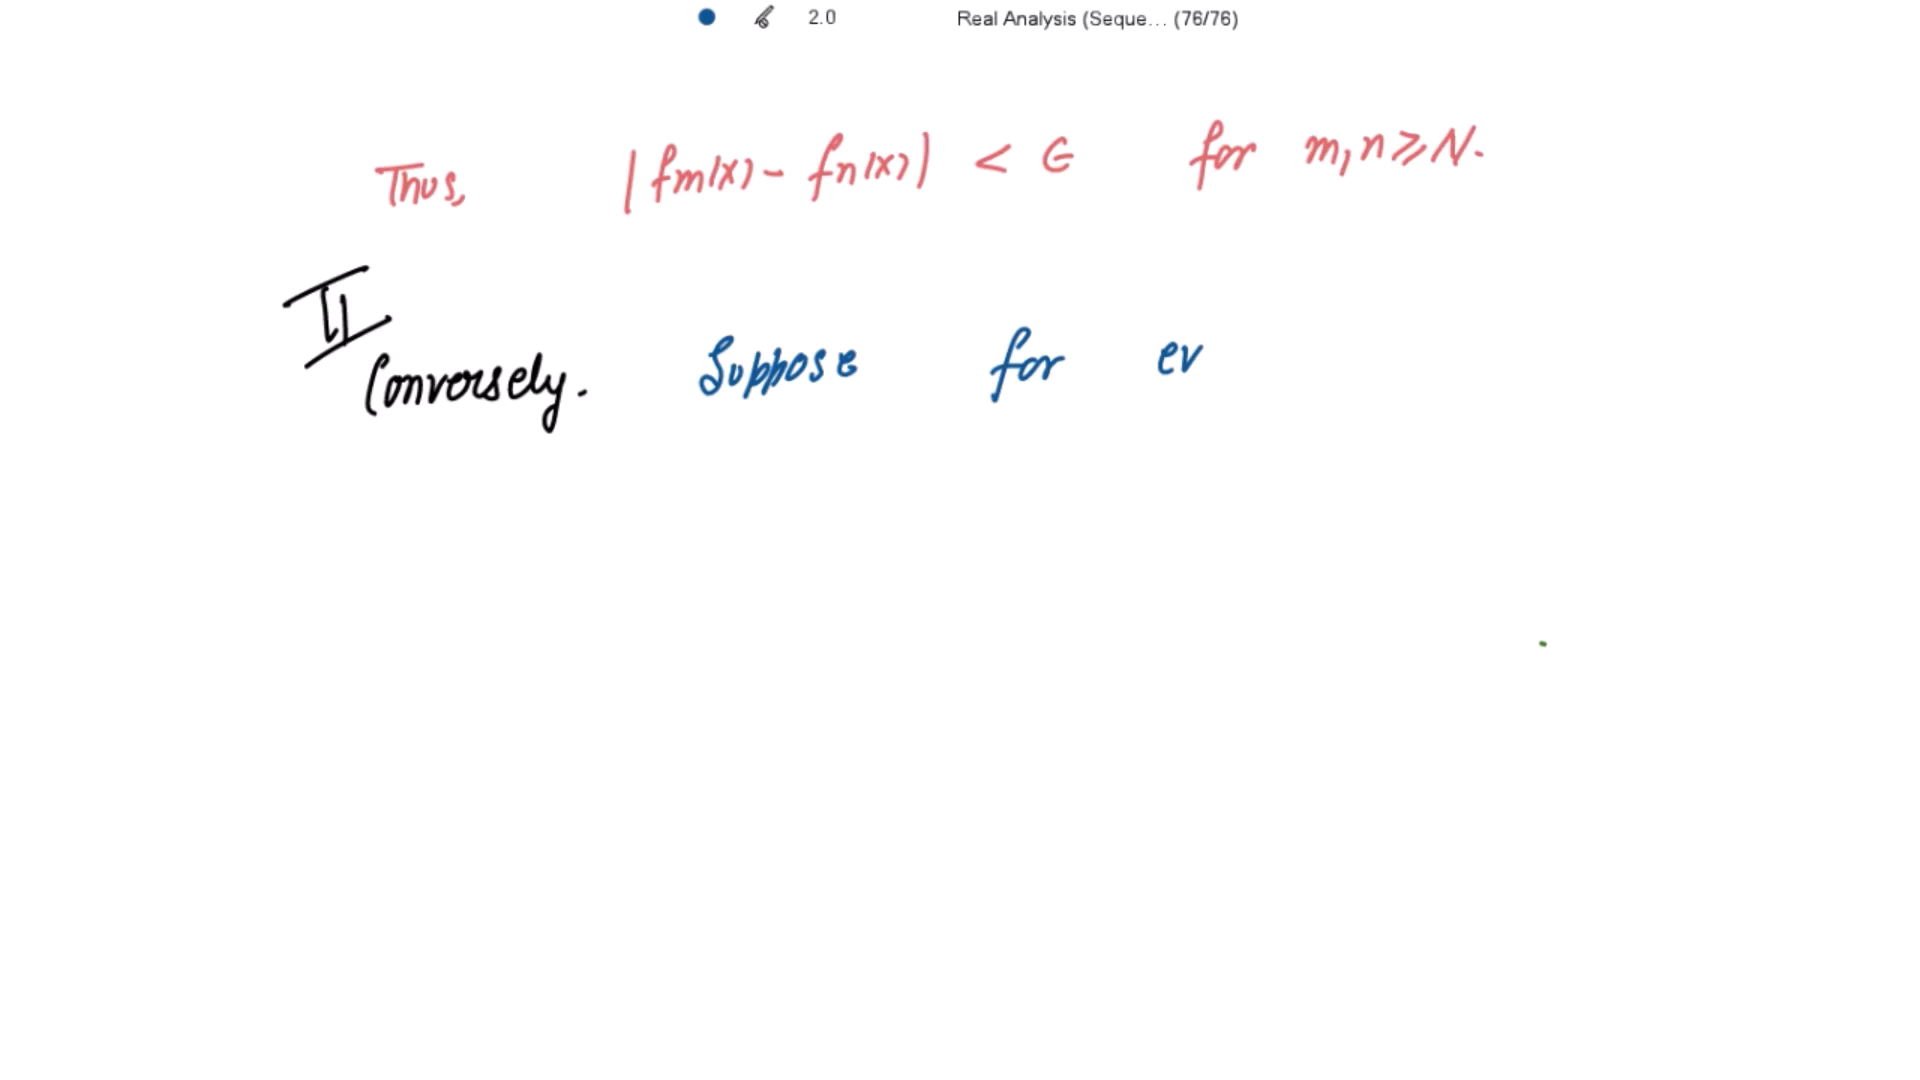 2.0 Real Analysis (Seque... (76/76)
Thus, |fm(x) - fn(x)| < ϵ for m,n ⩾ N.
II
Conversely. Suppose for ev